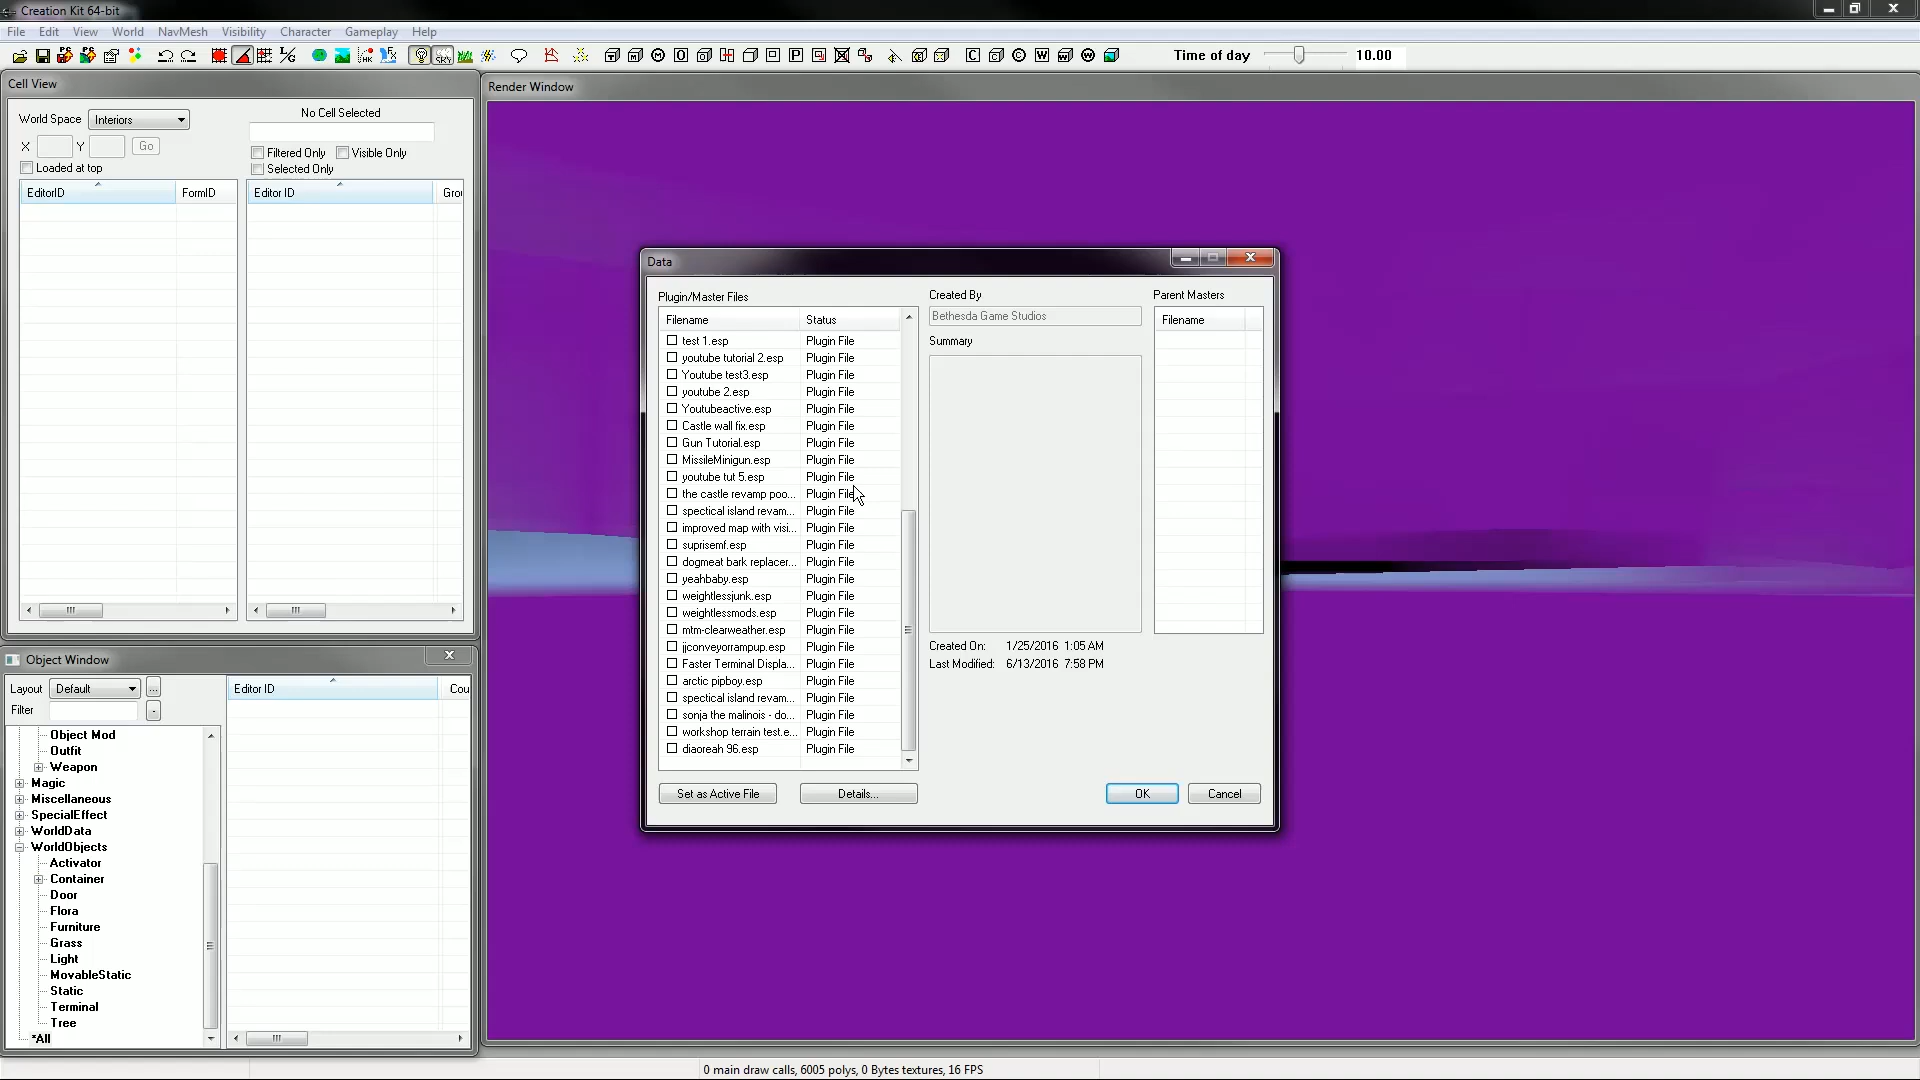 Creation Kit 64-bit
File Edit View World NavMesh Visibility Character Gameplay Help
Time of day 10.00
Cell View
World Space Interiors
No Cell Selected
X Y Go
Filtered Only Visible Only
Loaded at top
Selected Only
EditorID FormID
Editor ID Grou
Render Window
Data
Plugin/Master Files
Filename Status
test 1.esp Plugin File
youtube tutorial 2.esp Plugin File
Youtube test3.esp Plugin File
youtube 2.esp Plugin File
Youtubeactive.esp Plugin File
Castle wall fix.esp Plugin File
Gun Tutorial.esp Plugin File
MissileMinigun.esp Plugin File
youtube tut 5.esp Plugin File
the castle revamp poo... Plugin File
spectical island revam... Plugin File
improved map with visi... Plugin File
suprisemf.esp Plugin File
dogmeat bark replacer... Plugin File
yeahbaby.esp Plugin File
weightlessjunk.esp Plugin File
weightlessmods.esp Plugin File
mtm-clearweather.esp Plugin File
jjconveyorrampup.esp Plugin File
Faster Terminal Displa... Plugin File
arctic pipboy.esp Plugin File
spectical island revam... Plugin File
sonja the malinois - do... Plugin File
workshop terrain test.e... Plugin File
diaoreah 96.esp Plugin File
Set as Active File Details...
Created By
Bethesda Game Studios
Summary
Created On: 1/25/2016 1:05 AM
Last Modified: 6/13/2016 7:58 PM
Parent Masters
Filename
OK Cancel
Object Window
Layout Default ...
Filter
Editor ID Cou
Object Mod
Outfit
Weapon
Magic
Miscellaneous
SpecialEffect
WorldData
WorldObjects
Activator
Container
Door
Flora
Furniture
Grass
Light
MovableStatic
Static
Terminal
Tree
*All
0 main draw calls, 6005 polys, 0 Bytes textures, 16 FPS